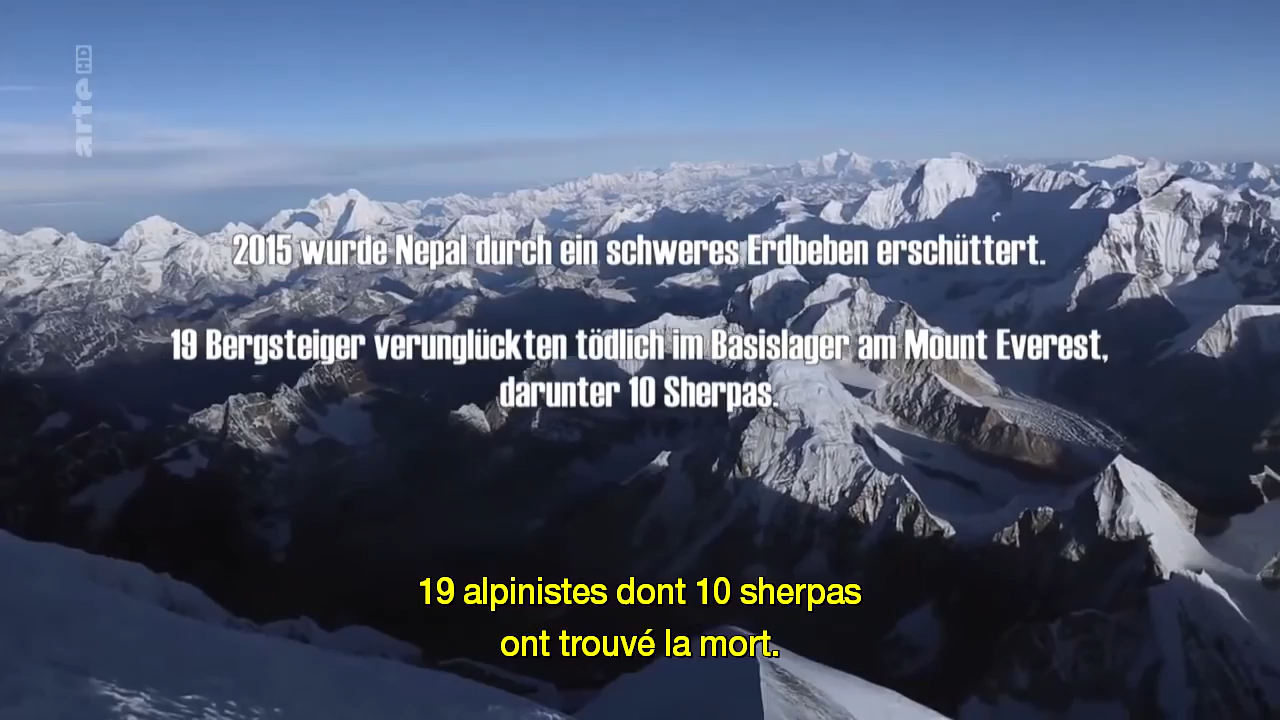 arte HD
2015 wurde Nepal durch ein schweres Erdbeben erschüttert.
19 Bergsteiger verunglückten tödlich im Basislager am Mount Everest,
darunter 10 Sherpas.
19 alpinistes dont 10 sherpas
ont trouvé la mort.